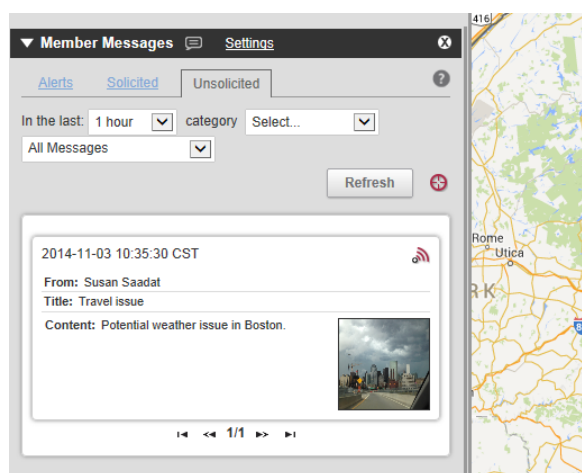 416
Member Messages Settings
Alerts Solicited Unsolicited
In the last: 1 hour category Select...
All Messages
Refresh
2014-11-03 10:35:30 CST
From: Susan Saadat
Title: Travel issue
Content: Potential weather issue in Boston.
1/1
Rome
Utica
R K